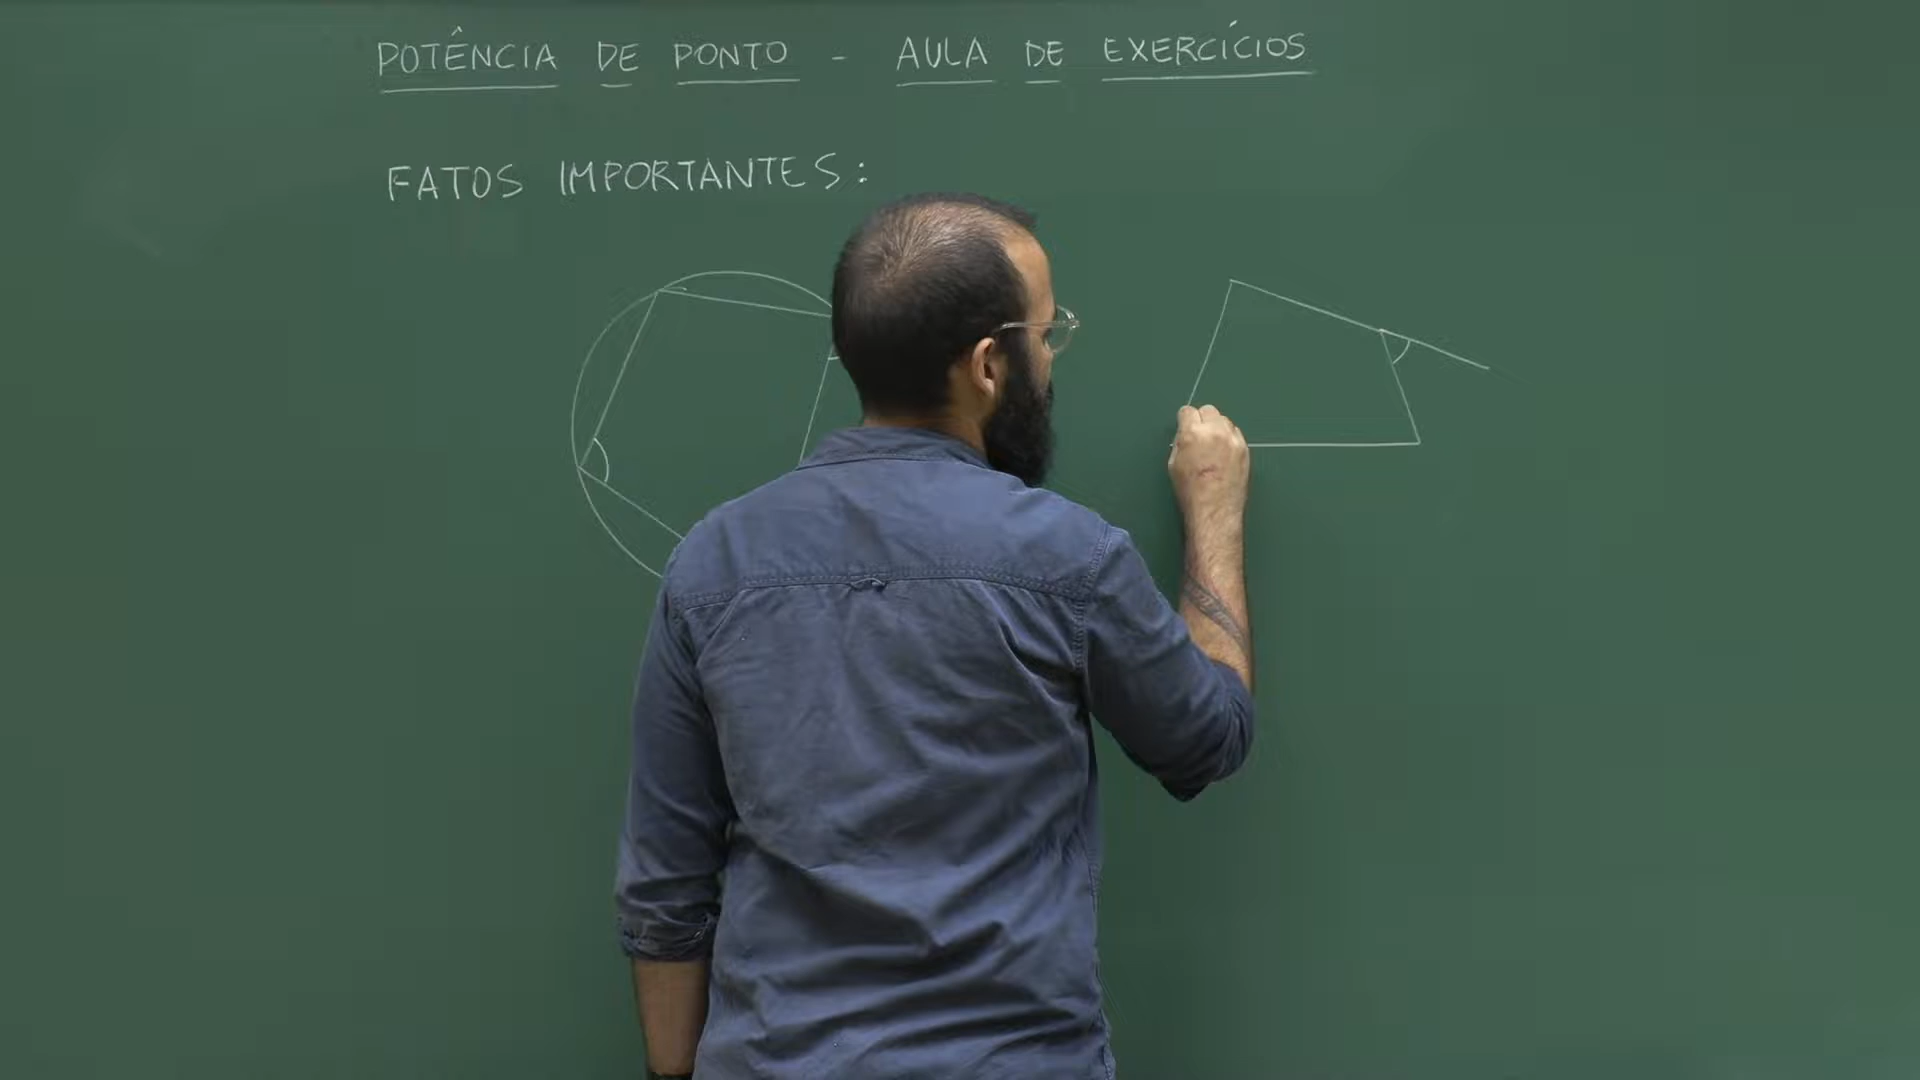 POTÊNCIA DE PONTO - AULA DE EXERCÍCIOS
FATOS IMPORTANTES: